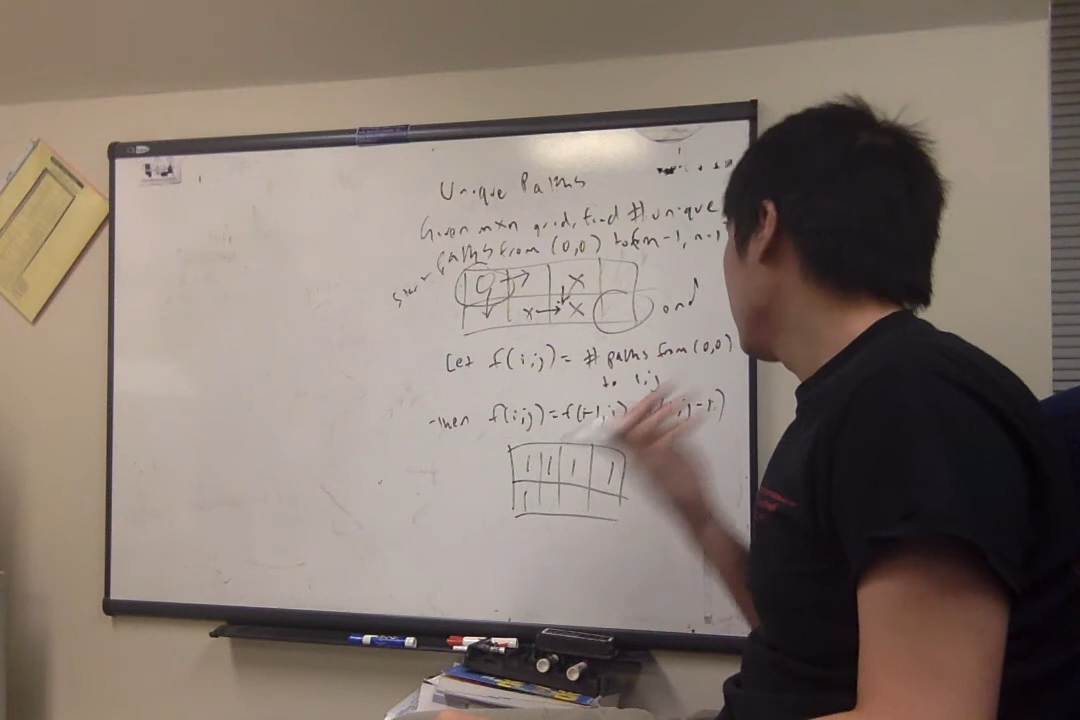 Unique Paths
Given mxn grid, find # unique
paths from (0,0) to (m-1, n-1
start
X
x → X
end
Let f(i,j) = # paths from (0,0)
to i,j
Then f(i,j) = f(i-1,j) , j-1)
1 1 1 1
1